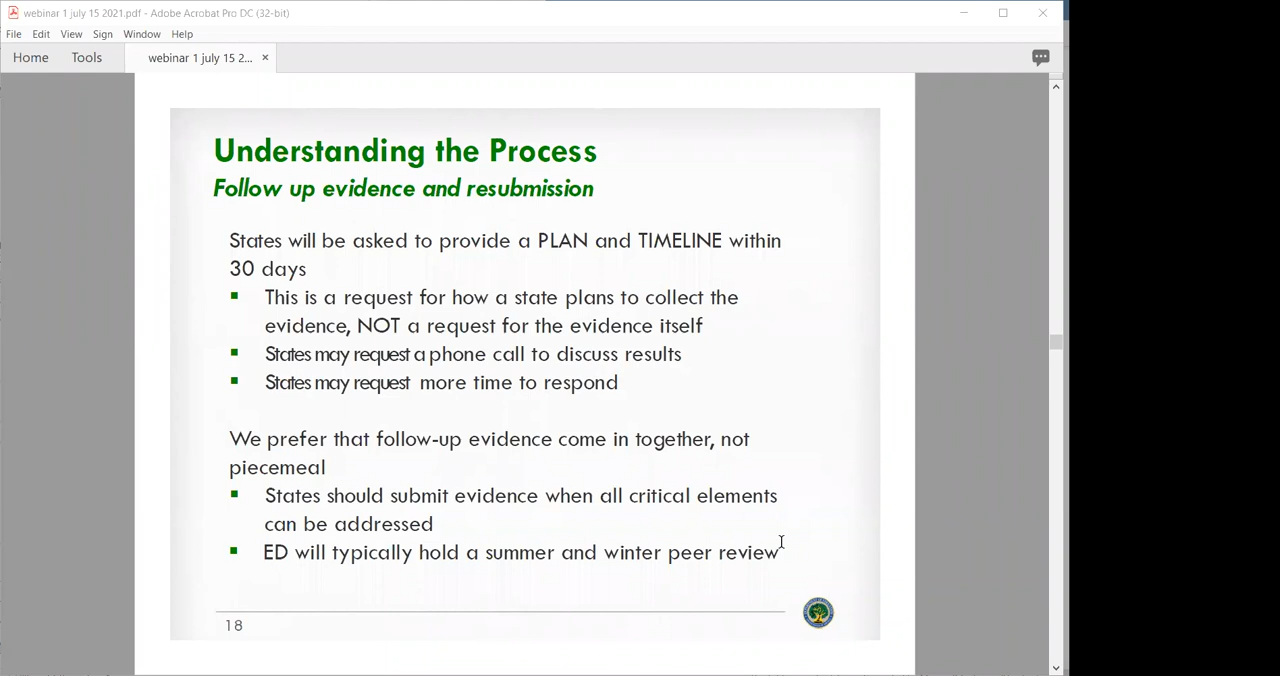 webinar 1 july 15 2021.pdf - Adobe Acrobat Pro DC (32-bit)
File Edit View Sign Window Help
Home Tools webinar 1 july 15 2... ×
Understanding the Process
Follow up evidence and resubmission
States will be asked to provide a PLAN and TIMELINE within
30 days
This is a request for how a state plans to collect the
evidence, NOT a request for the evidence itself
States may request a phone call to discuss results
States may request more time to respond
We prefer that follow-up evidence come in together, not
piecemeal
States should submit evidence when all critical elements
can be addressed
ED will typically hold a summer and winter peer review
18